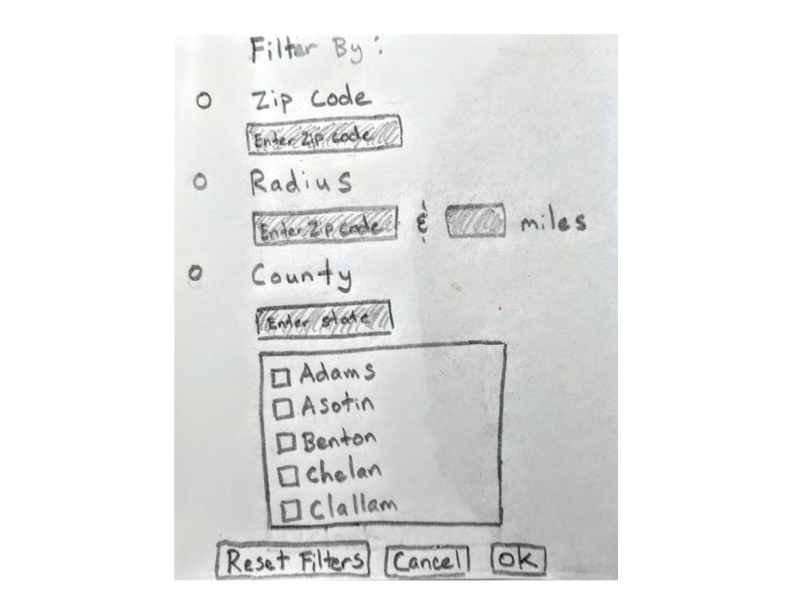 Filter By:
Zip Code
Enter Zip Code
Radius
Enter Zip Code & miles
County
Enter state
Adams
Asotin
Benton
Chelan
Clallam
Reset Filters Cancel OK